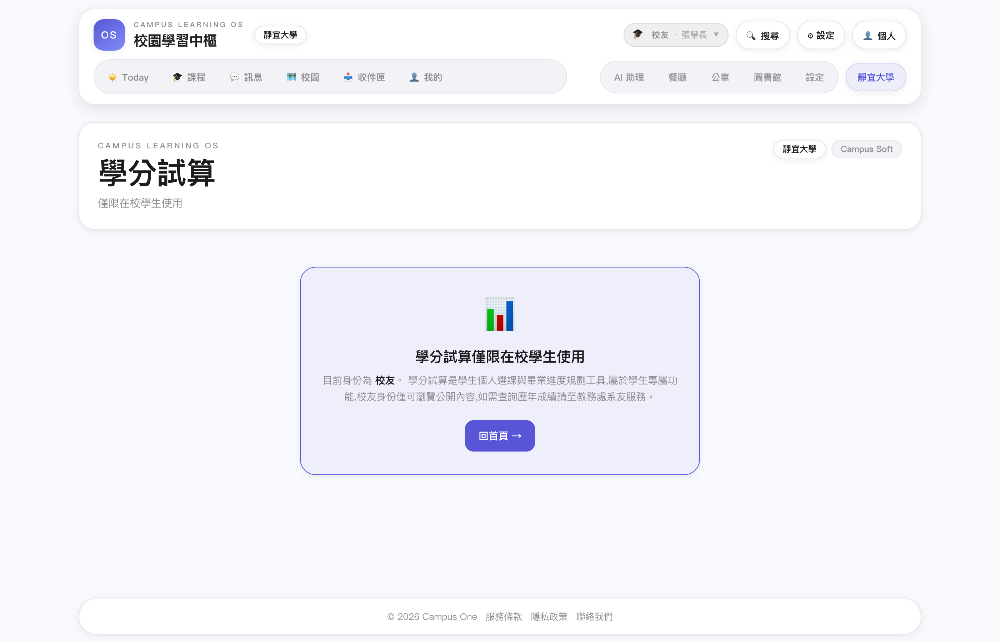 OS
CAMPUS LEARNING OS
校園學習中樞
靜宜大學
校友 · 張學長 ▼
搜尋
設定
個人
Today
課程
訊息
校園
收件匣
我的
AI 助理
餐廳
公車
圖書館
設定
靜宜大學
CAMPUS LEARNING OS
學分試算
僅限在校學生使用
靜宜大學
Campus Soft
學分試算僅限在校學生使用
目前身份為 校友。 學分試算是學生個人選課與畢業進度規劃工具,屬於學生專屬功
能,校友身份僅可瀏覽公開內容,如需查詢歷年成績請至教務處系友服務。
回首頁 →
© 2026 Campus One 服務條款 隱私政策 聯絡我們